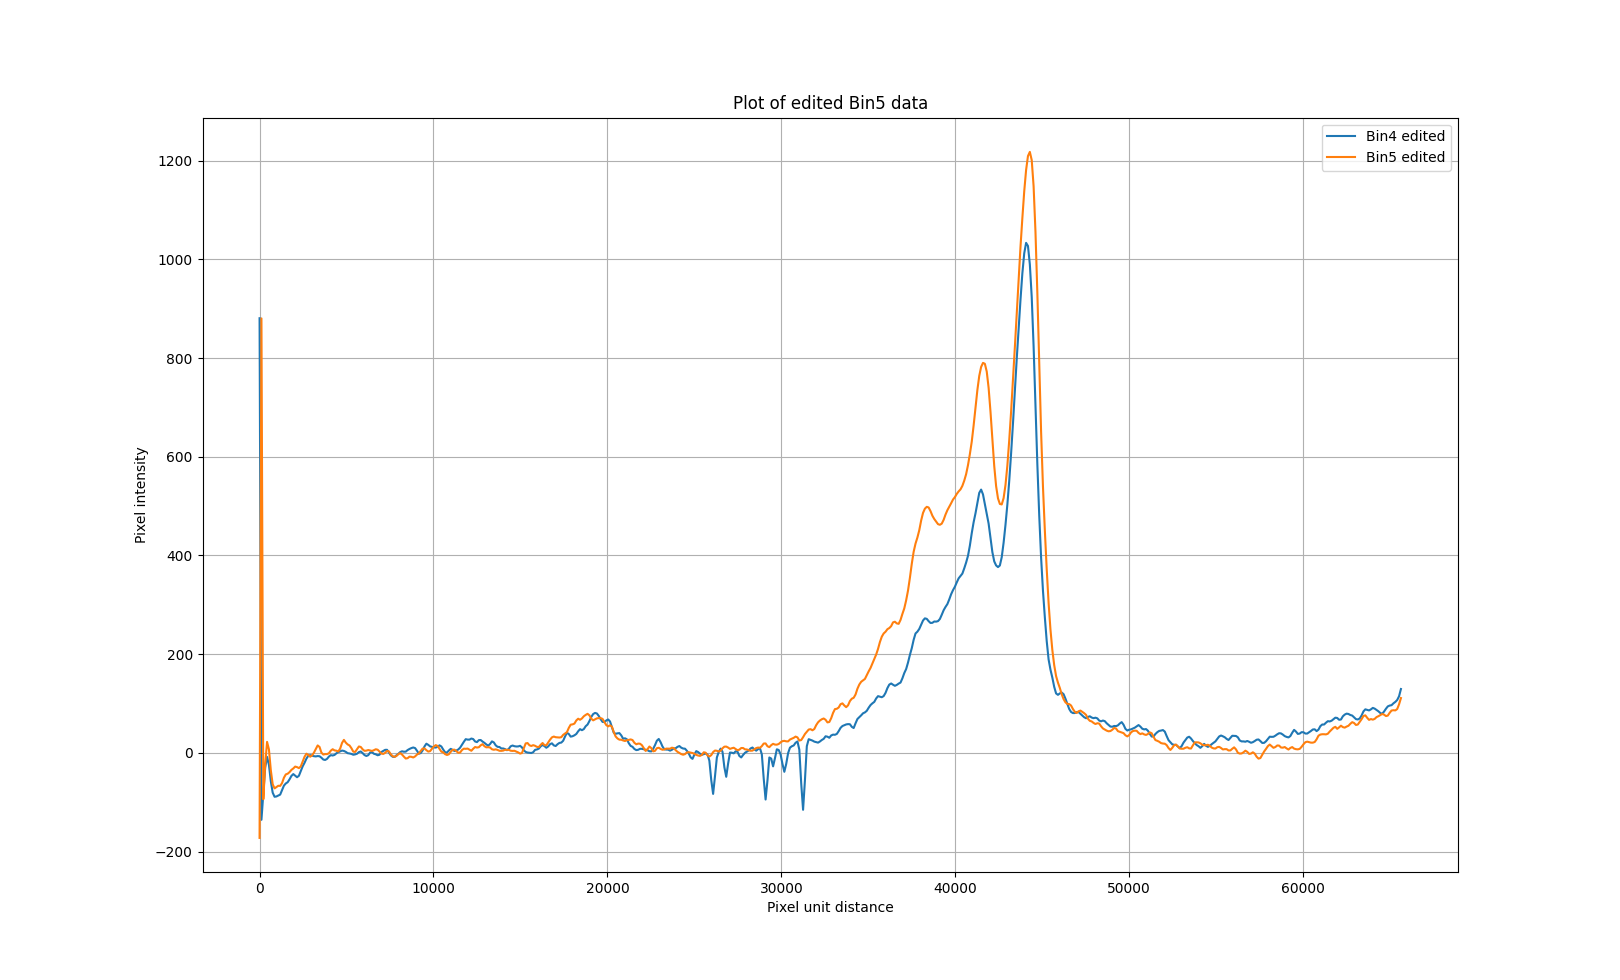 Plot of edited Bin5 data
Bin4 edited
Bin5 edited
1200
1000
800
600
400
200
0
−200
Pixel intensity
0 10000 20000 30000 40000 50000 60000
Pixel unit distance